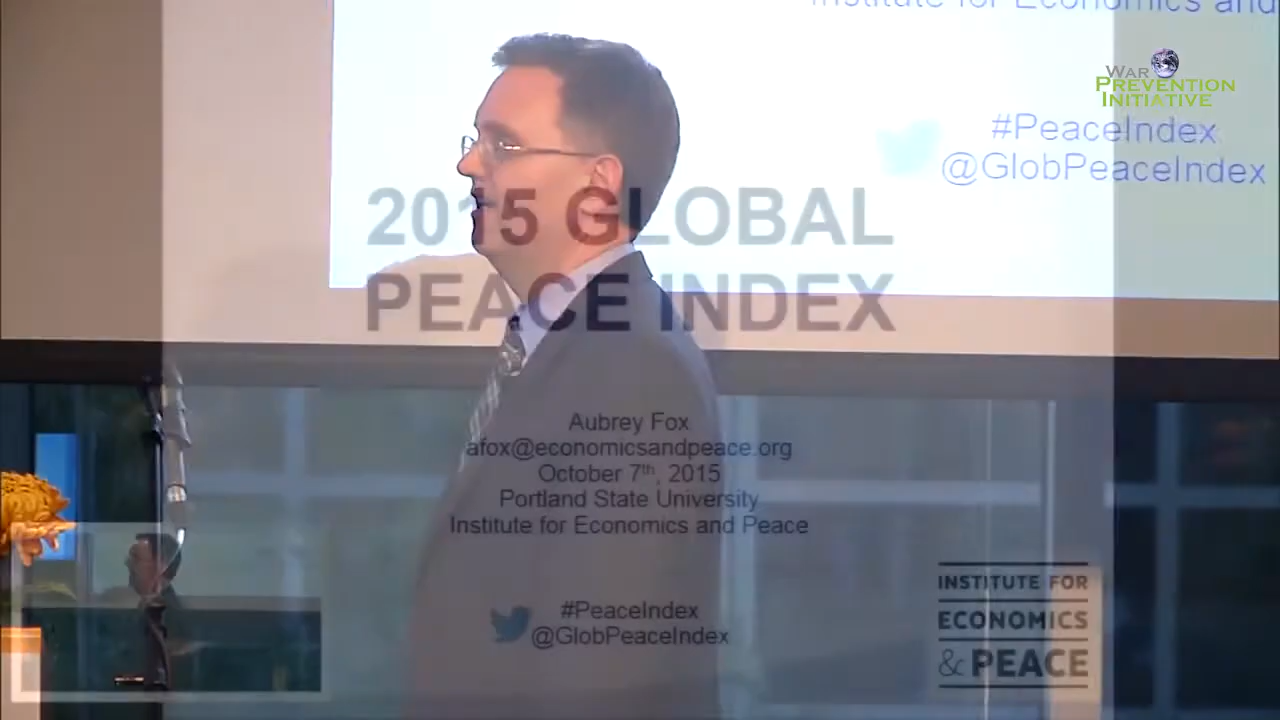 Institute for Economics and
WAR
PREVENTION
INITIATIVE
#PeaceIndex
@GlobPeaceIndex
2015 GLOBAL
PEACE INDEX
Aubrey Fox
afox@economicsandpeace.org
October 7th, 2015
Portland State University
Institute for Economics and Peace
#PeaceIndex
@GlobPeaceIndex
INSTITUTE FOR
ECONOMICS
& PEACE